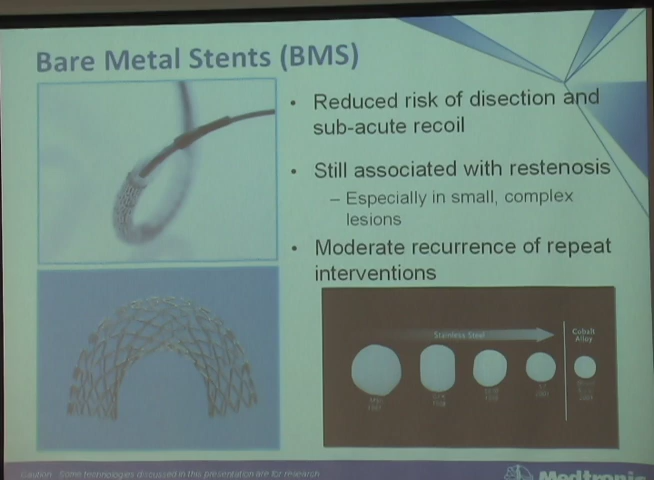 Bare Metal Stents (BMS)
• Reduced risk of disection and
sub-acute recoil
• Still associated with restenosis
– Especially in small, complex
lesions
• Moderate recurrence of repeat
interventions
Stainless Steel
Cobalt
Alloy
Caution: Some technologies discussed in this presentation are for research
Medtronic